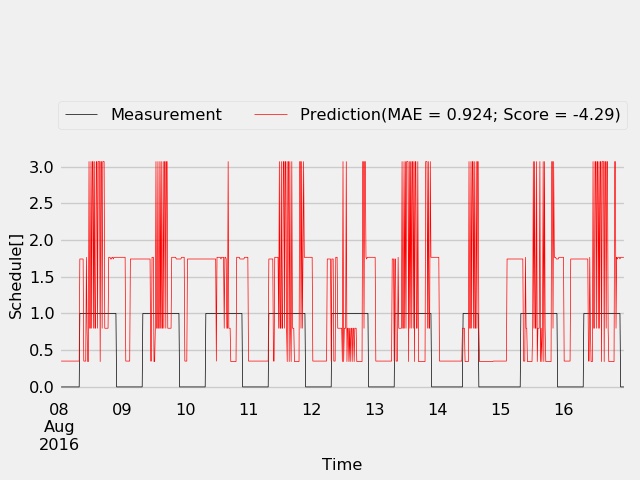 Measurement
Prediction(MAE = 0.924; Score = -4.29)
3.0
2.5
2.0
1.5
1.0
0.5
0.0
Schedule[]
08 09 10 11 12 13 14 15 16
Aug
2016
Time